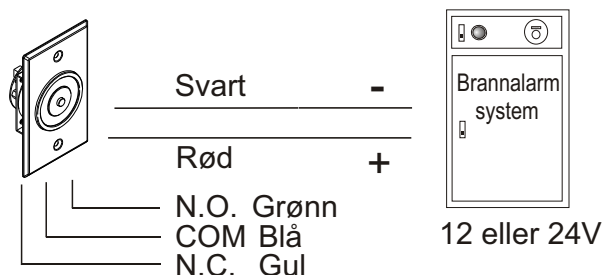 Svart -
Rød +
N.O. Grønn
COM Blå
N.C. Gul
Brannalarm
system
12 eller 24V